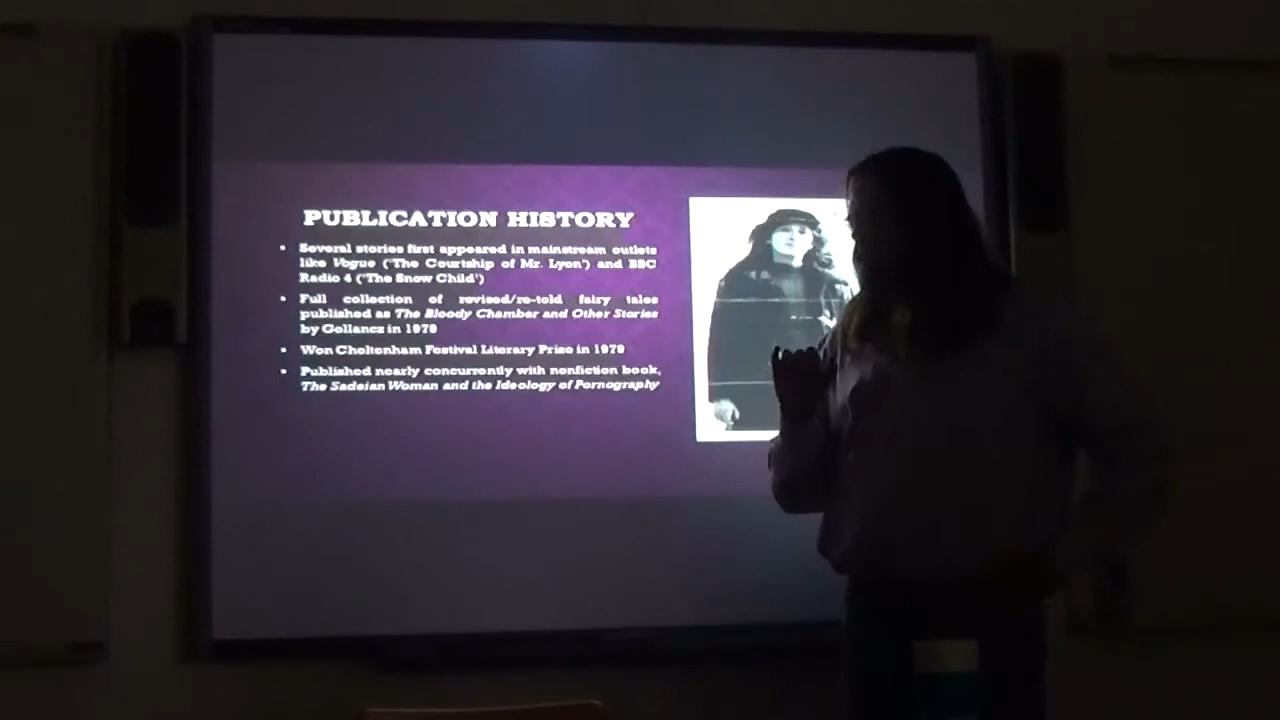 PUBLICATION HISTORY
• Several stories first appeared in mainstream outlets
like Vogue ('The Courtship of Mr. Lyon') and BBC
Radio 4 ('The Snow Child')
• Full collection of revised/re-told fairy tales
published as The Bloody Chamber and Other Stories
by Gollancz in 1979
• Won Cheltenham Festival Literary Prize in 1979
• Published nearly concurrently with nonfiction book,
The Sadeian Woman and the Ideology of Pornography